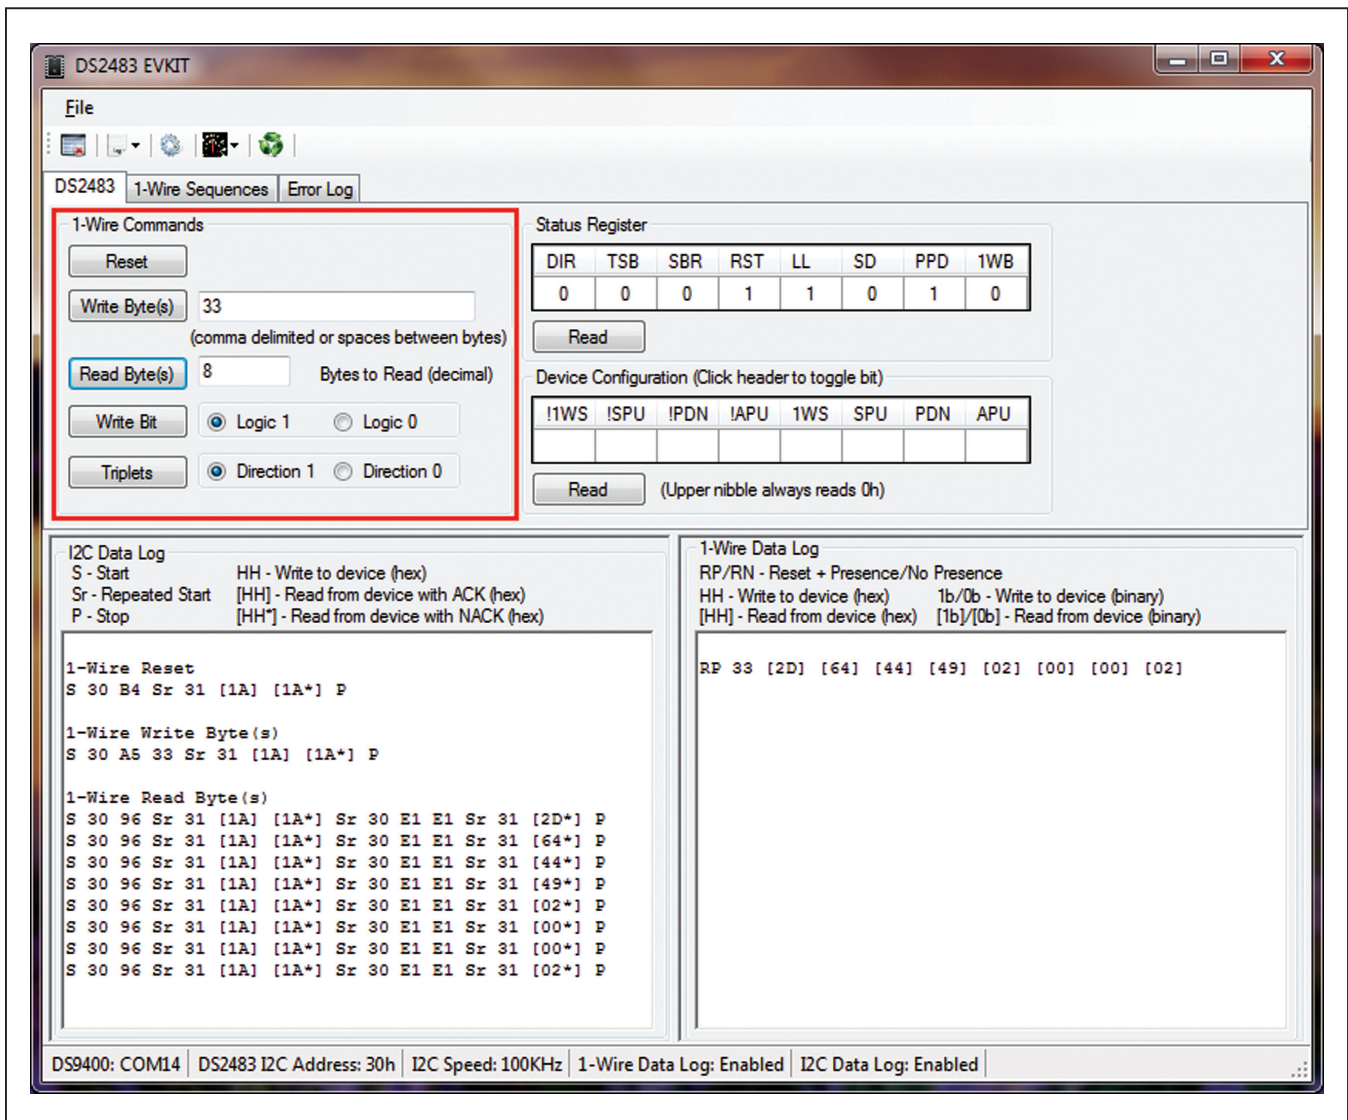 DS2483 EVKIT
File
DS2483 1-Wire Sequences Error Log
1-Wire Commands
Reset
Write Byte(s) 33
(comma delimited or spaces between bytes)
Read Byte(s) 8 Bytes to Read (decimal)
Write Bit Logic 1 Logic 0
Triplets Direction 1 Direction 0
Status Register
DIR TSB SBR RST LL SD PPD 1WB
0 0 0 1 1 0 1 0
Read
Device Configuration (Click header to toggle bit)
!1WS !SPU !PDN !APU 1WS SPU PDN APU
Read (Upper nibble always reads 0h)
I2C Data Log
S - Start HH - Write to device (hex)
Sr - Repeated Start [HH] - Read from device with ACK (hex)
P - Stop [HH*] - Read from device with NACK (hex)
1-Wire Reset
S 30 B4 Sr 31 [1A] [1A*] P
1-Wire Write Byte(s)
S 30 A5 33 Sr 31 [1A] [1A*] P
1-Wire Read Byte(s)
S 30 96 Sr 31 [1A] [1A*] Sr 30 E1 E1 Sr 31 [2D*] P
S 30 96 Sr 31 [1A] [1A*] Sr 30 E1 E1 Sr 31 [64*] P
S 30 96 Sr 31 [1A] [1A*] Sr 30 E1 E1 Sr 31 [44*] P
S 30 96 Sr 31 [1A] [1A*] Sr 30 E1 E1 Sr 31 [49*] P
S 30 96 Sr 31 [1A] [1A*] Sr 30 E1 E1 Sr 31 [02*] P
S 30 96 Sr 31 [1A] [1A*] Sr 30 E1 E1 Sr 31 [00*] P
S 30 96 Sr 31 [1A] [1A*] Sr 30 E1 E1 Sr 31 [00*] P
S 30 96 Sr 31 [1A] [1A*] Sr 30 E1 E1 Sr 31 [02*] P
1-Wire Data Log
RP/RN - Reset + Presence/No Presence
HH - Write to device (hex) 1b/0b - Write to device (binary)
[HH] - Read from device (hex) [1b]/[0b] - Read from device (binary)
RP 33 [2D] [64] [44] [49] [02] [00] [00] [02]
DS9400: COM14 DS2483 I2C Address: 30h I2C Speed: 100KHz 1-Wire Data Log: Enabled I2C Data Log: Enabled